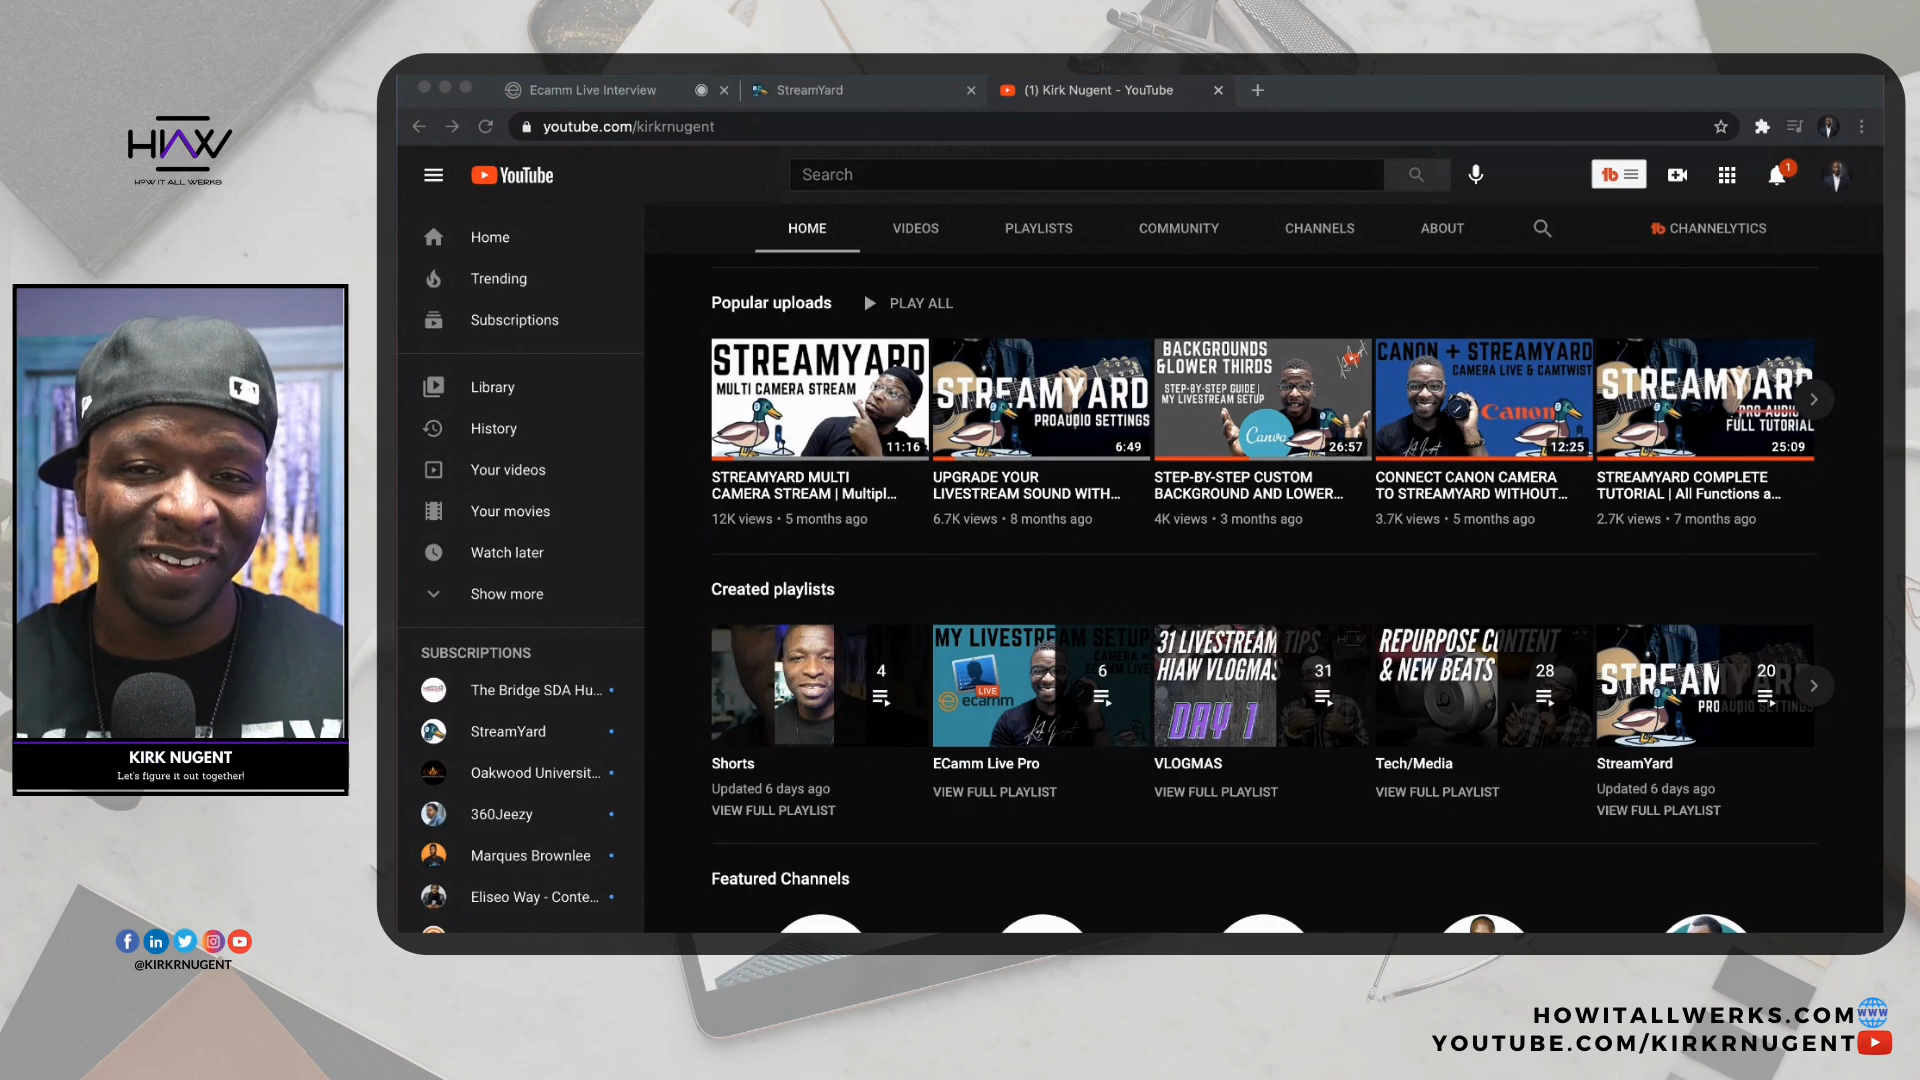 HIAW
HOW IT ALL WERKS
KIRK NUGENT
Let's figure it out together!
@KIRKRNUGENT
Ecamm Live Interview
StreamYard
(1) Kirk Nugent - YouTube
youtube.com/kirkrnugent
YouTube
Search
1
HOME
VIDEOS
PLAYLISTS
COMMUNITY
CHANNELS
ABOUT
CHANNELYTICS
Home
Trending
Subscriptions
Library
History
Your videos
Your movies
Watch later
Show more
SUBSCRIPTIONS
The Bridge SDA Hu...
StreamYard
Oakwood Universit...
360Jeezy
Marques Brownlee
Eliseo Way - Conte...
Popular uploads
PLAY ALL
STREAMYARD
MULTI CAMERA STREAM
11:16
STREAMYARD MULTI
CAMERA STREAM | Multipl...
12K views • 5 months ago
STREAMYARD
PROAUDIO SETTINGS
6:49
UPGRADE YOUR
LIVESTREAM SOUND WITH...
6.7K views • 8 months ago
BACKGROUNDS
& LOWER THIRDS
STEP-BY-STEP GUIDE |
MY LIVESTREAM SETUP
Canva
26:57
STEP-BY-STEP CUSTOM
BACKGROUND AND LOWER...
4K views • 3 months ago
CANON + STREAMYARD
CAMERA LIVE & CAMTWIST
Canon
12:25
CONNECT CANON CAMERA
TO STREAMYARD WITHOUT...
3.7K views • 5 months ago
STREAMYARD
PRO AUDIO
FULL TUTORIAL
25:09
STREAMYARD COMPLETE
TUTORIAL | All Functions a...
2.7K views • 7 months ago
Created playlists
4
Shorts
Updated 6 days ago
VIEW FULL PLAYLIST
MY LIVESTREAM SETUP
LIVE
ecamm
6
ECamm Live Pro
VIEW FULL PLAYLIST
31 LIVESTREAM TIPS
HIAW VLOGMAS
DAY 1
31
VLOGMAS
VIEW FULL PLAYLIST
REPURPOSE CONTENT
& NEW BEATS
28
Tech/Media
VIEW FULL PLAYLIST
STREAM
PROAUDIO SETTINGS
20
StreamYard
Updated 6 days ago
VIEW FULL PLAYLIST
Featured Channels
HOWITALLWERKS.COM
YOUTUBE.COM/KIRKRNUGENT